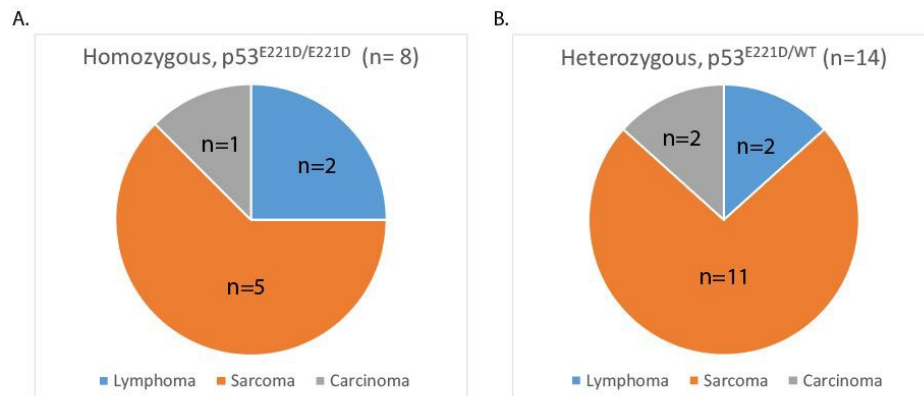 A.
Homozygous, p53E221D/E221D (n= 8)
n=1
n=2
n=5
Lymphoma Sarcoma Carcinoma
B.
Heterozygous, p53E221D/WT (n=14)
n=2
n=2
n=11
Lymphoma Sarcoma Carcinoma